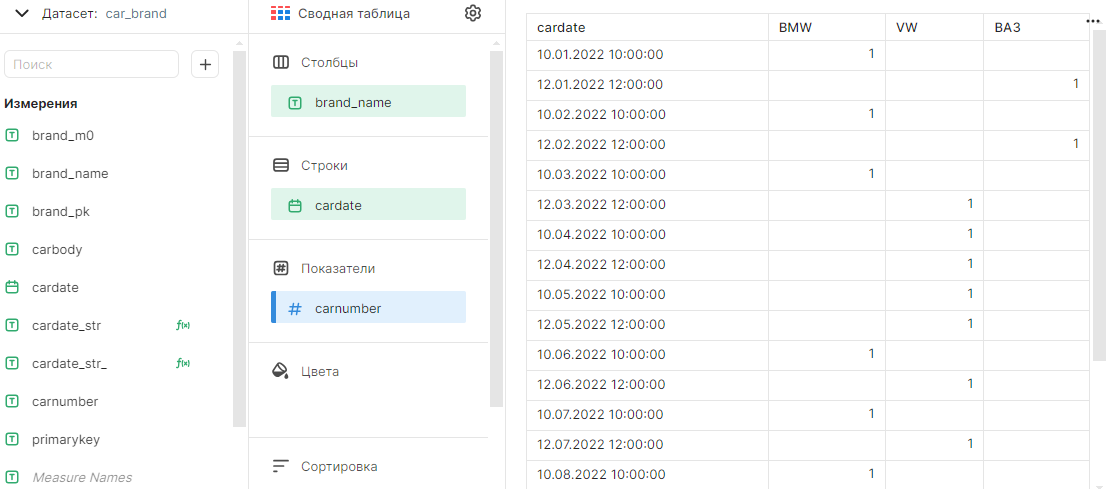 Датасет: car_brand
Поиск
Измерения
brand_m0
brand_name
brand_pk
carbody
cardate
cardate_str
cardate_str_
carnumber
primarykey
Measure Names
Сводная таблица
Столбцы
brand_name
Строки
cardate
Показатели
carnumber
Цвета
Сортировка
cardate BMW VW ВАЗ
10.01.2022 10:00:00 1
12.01.2022 12:00:00 1
10.02.2022 10:00:00 1
12.02.2022 12:00:00 1
10.03.2022 10:00:00 1
12.03.2022 12:00:00 1
10.04.2022 10:00:00 1
12.04.2022 12:00:00 1
10.05.2022 10:00:00 1
12.05.2022 12:00:00 1
10.06.2022 10:00:00 1
12.06.2022 12:00:00 1
10.07.2022 10:00:00 1
12.07.2022 12:00:00 1
10.08.2022 10:00:00 1